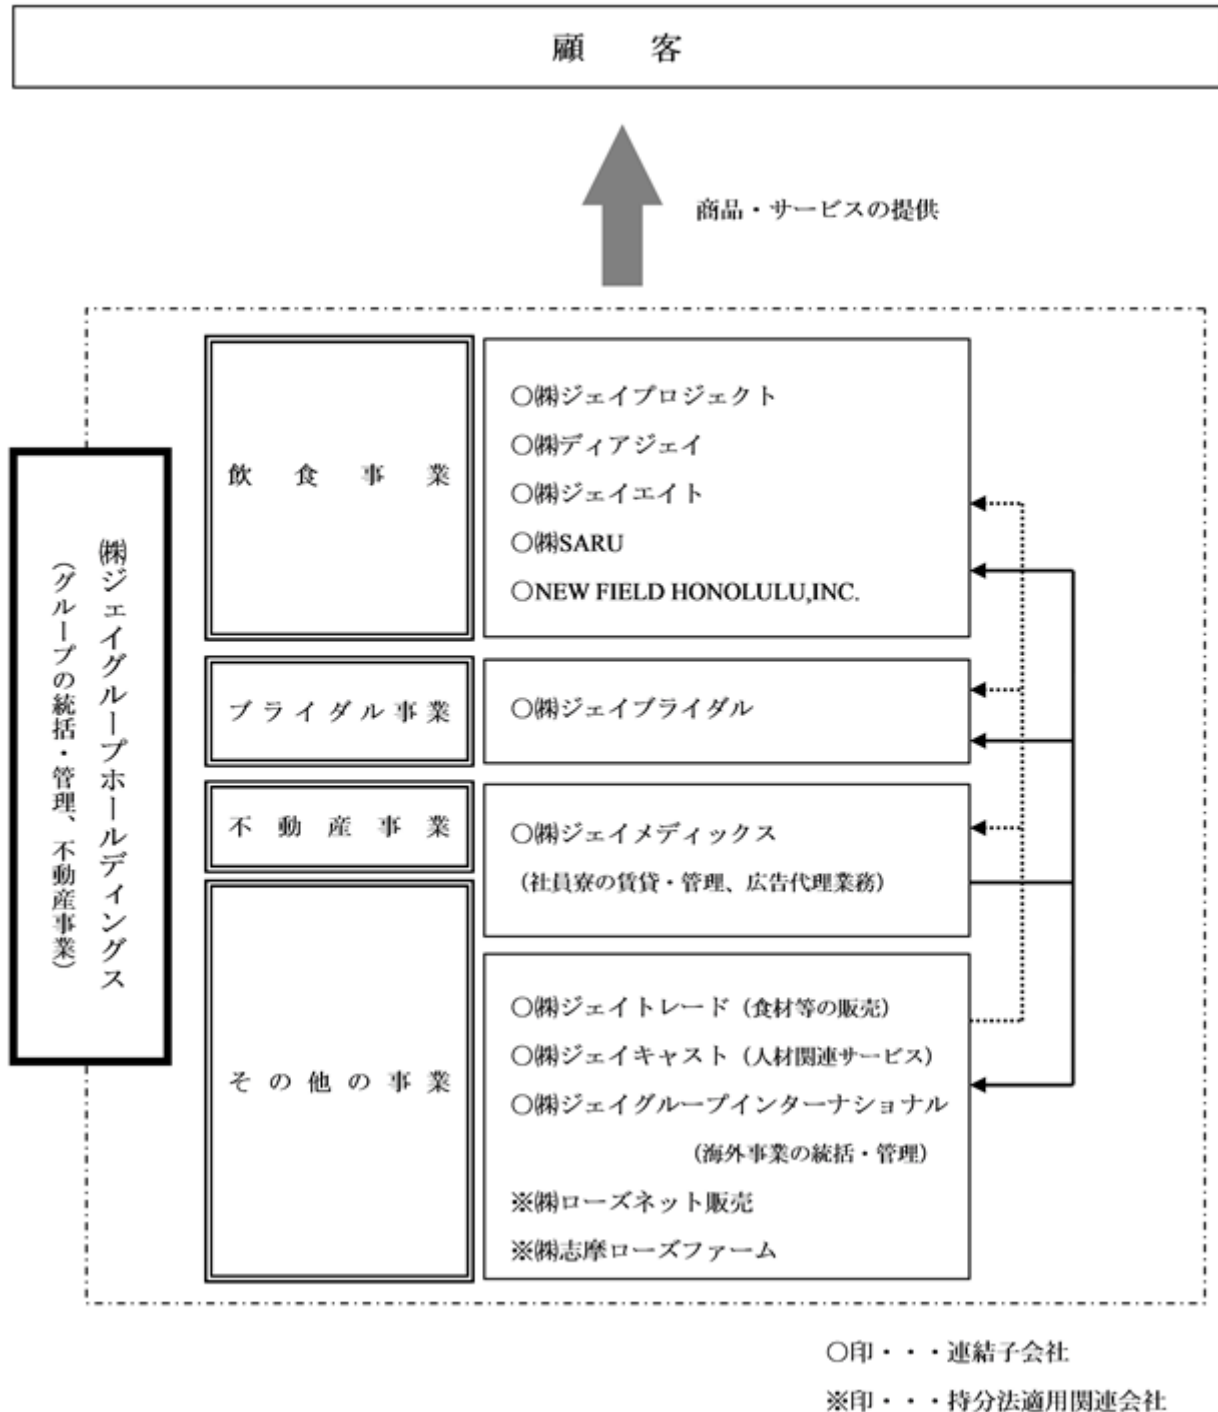 顧　客
商品・サービスの提供
㈱ジェイグループホールディングス
（グループの統括・管理、不動産事業）
飲食事業
○㈱ジェイプロジェクト
○㈱ディアジェイ
○㈱ジェイエイト
○㈱SARU
○NEW FIELD HONOLULU,INC.
ブライダル事業
○㈱ジェイブライダル
不動産事業
○㈱ジェイメディックス
（社員寮の賃貸・管理、広告代理業務）
その他の事業
○㈱ジェイトレード（食材等の販売）
○㈱ジェイキャスト（人材関連サービス）
○㈱ジェイグループインターナショナル
（海外事業の統括・管理）
※㈱ローズネット販売
※㈱志摩ローズファーム
○印・・・連結子会社
※印・・・持分法適用関連会社